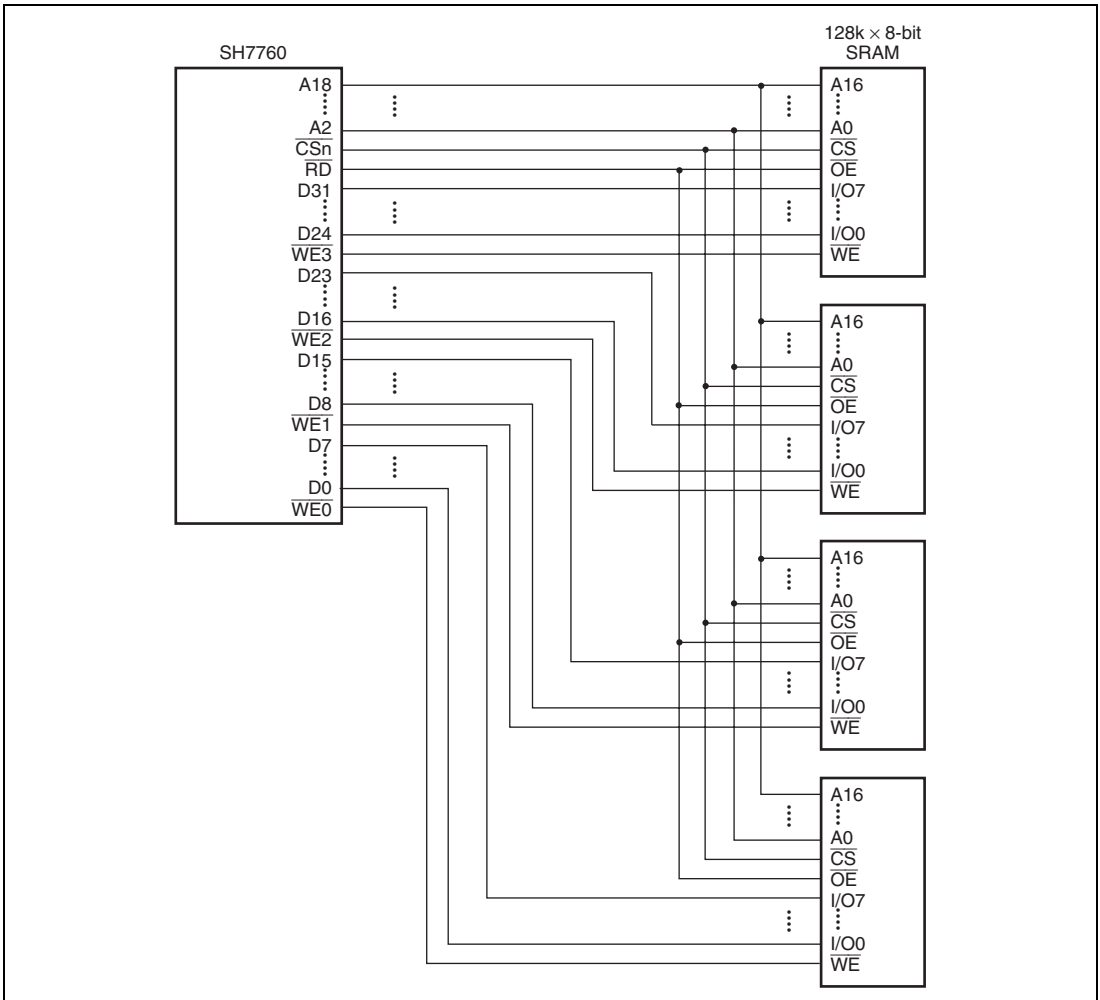 SH7760
A18
A2
CSn
RD
D31
D24
WE3
D23
D16
WE2
D15
D8
WE1
D7
D0
WE0
128k × 8-bit
SRAM
A16
A0
CS
OE
I/O7
I/O0
WE
A16
A0
CS
OE
I/O7
I/O0
WE
A16
A0
CS
OE
I/O7
I/O0
WE
A16
A0
CS
OE
I/O7
I/O0
WE